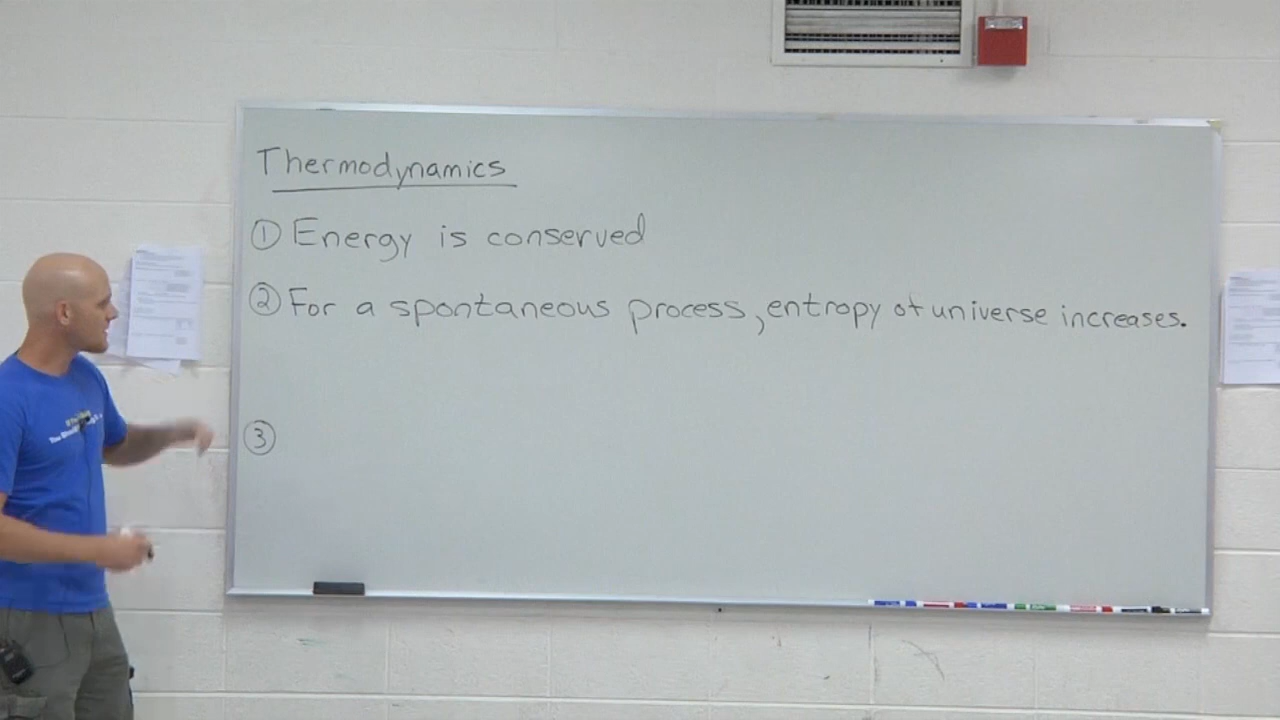 Thermodynamics
① Energy is conserved
② For a spontaneous process, entropy of universe increases.
③